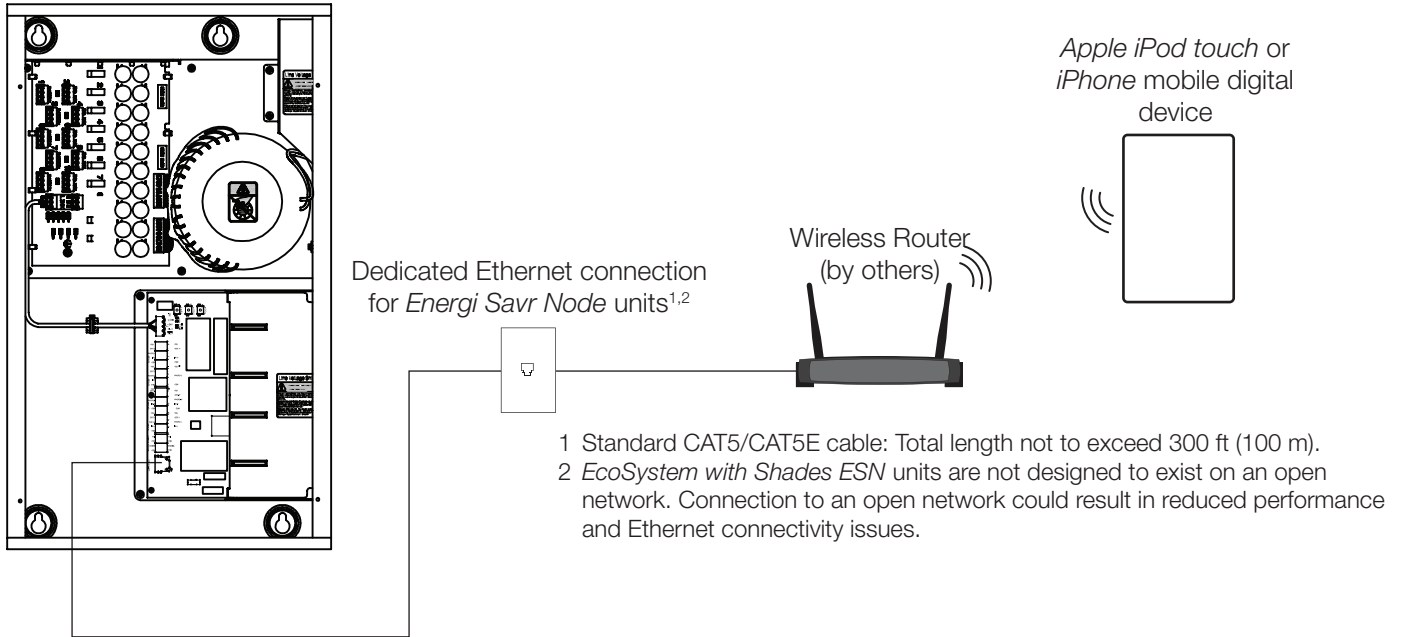 Apple iPod touch or
iPhone mobile digital
device
Wireless Router
(by others)
Dedicated Ethernet connection
for Energi Savr Node units1,2
1 Standard CAT5/CAT5E cable: Total length not to exceed 300 ft (100 m).
2 EcoSystem with Shades ESN units are not designed to exist on an open
network. Connection to an open network could result in reduced performance
and Ethernet connectivity issues.